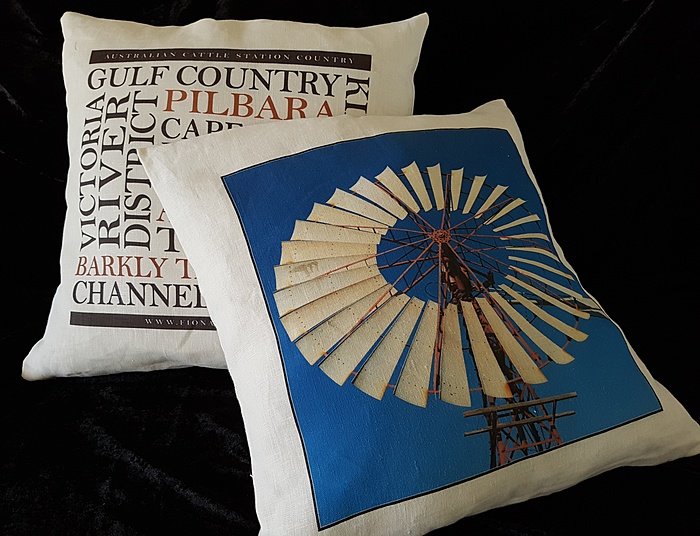 AUSTRALIAN CATTLE STATION COUNTRY
GULF COUNTRY
PILBARA
VICTORIA
RIVER
DISTRICT
BARKLY
CHANNEL